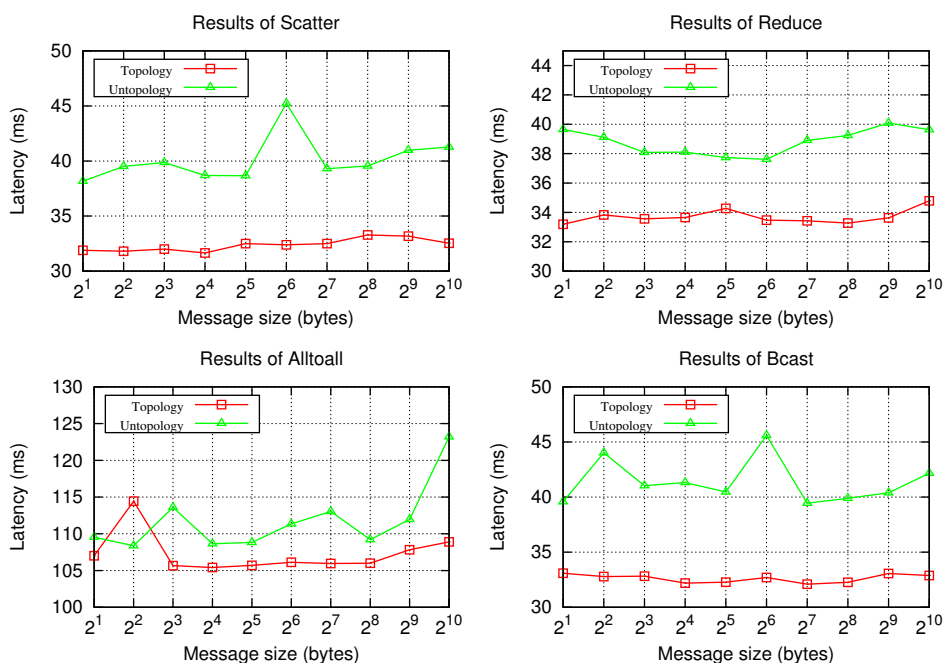 Results of Scatter
50
45
40
35
30
Latency (ms)
Topology
Untopology
2^1 2^2 2^3 2^4 2^5 2^6 2^7 2^8 2^9 2^10
Message size (bytes)
Results of Reduce
44
42
40
38
36
34
32
30
Latency (ms)
Topology
Untopology
2^1 2^2 2^3 2^4 2^5 2^6 2^7 2^8 2^9 2^10
Message size (bytes)
Results of Alltoall
130
125
120
115
110
105
100
Latency (ms)
Topology
Untopology
2^1 2^2 2^3 2^4 2^5 2^6 2^7 2^8 2^9 2^10
Message size (bytes)
Results of Bcast
50
45
40
35
30
Latency (ms)
Topology
Untopology
2^1 2^2 2^3 2^4 2^5 2^6 2^7 2^8 2^9 2^10
Message size (bytes)